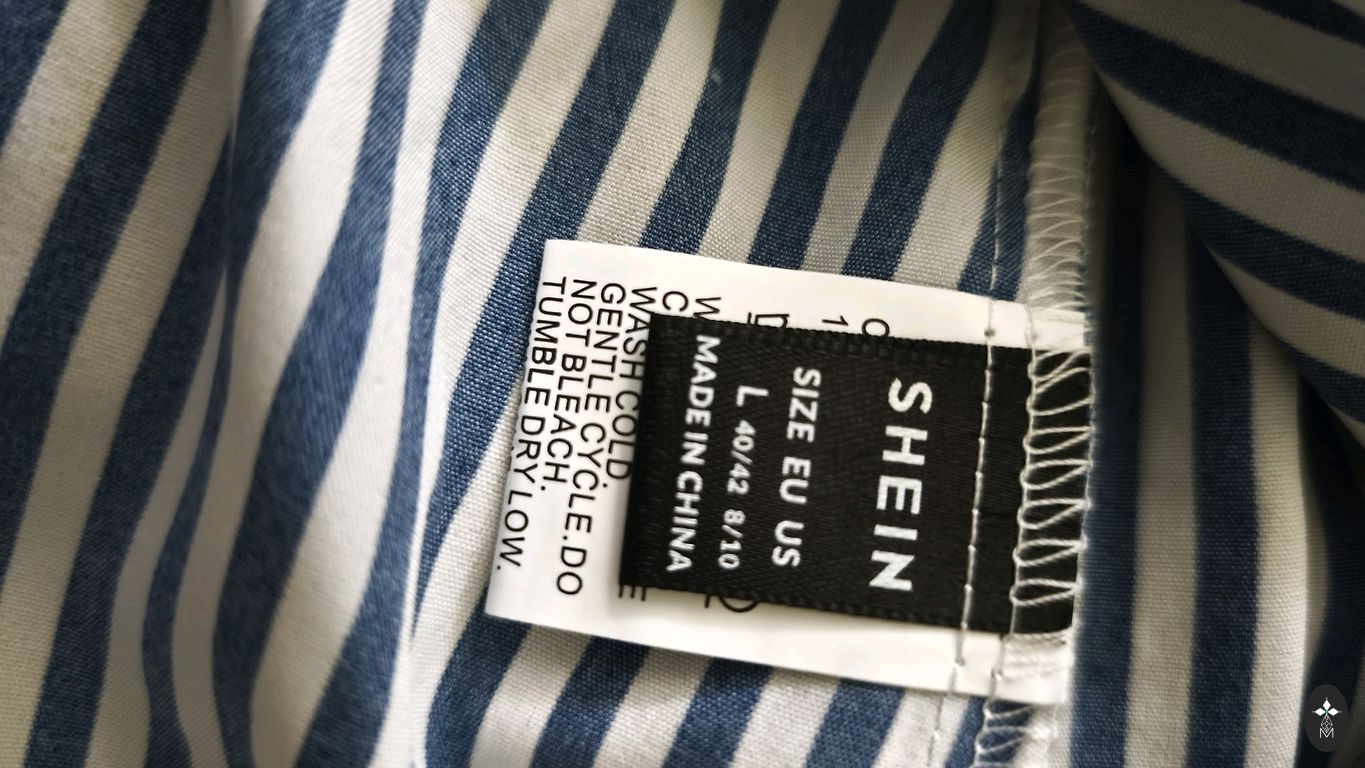 SHEIN
SIZE EU US
L 40/42 8/10
MADE IN CHINA
WASH COLD
GENTLE CYCLE.DO
NOT BLEACH.
TUMBLE DRY LOW.